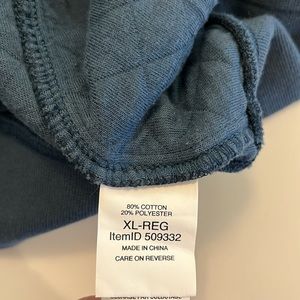 80% COTTON
20% POLYESTER
XL-REG
ItemID 509332
MADE IN CHINA
CARE ON REVERSE